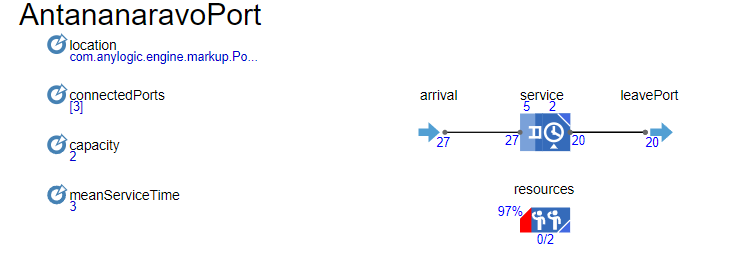 AntananaravoPort
location
com.anylogic.engine.markup.Po...
connectedPorts
[3]
capacity
2
meanServiceTime
3
arrival
service
leavePort
5 2
27
27
20
20
resources
97%
0/2